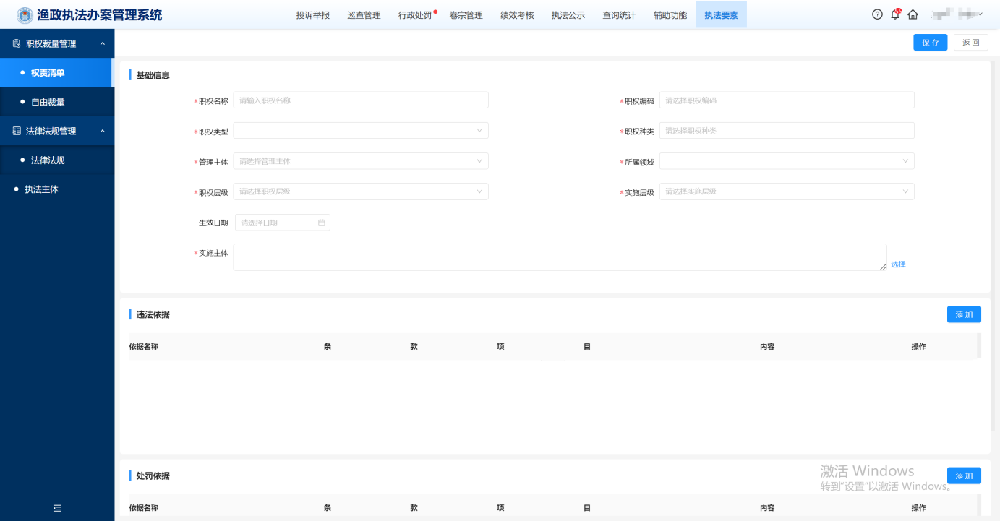 渔政执法办案管理系统
投诉举报 巡查管理 行政处罚 卷宗管理 绩效考核 执法公示 查询统计 辅助功能 执法要素
职权裁量管理
权责清单
自由裁量
法律法规管理
法律法规
执法主体
保存 返回
基础信息
*职权名称 请输入职权名称 *职权编码 请选择职权编码
*职权类型 *职权种类 请选择职权种类
*管理主体 请选择管理主体 *所属领域
*职权层级 请选择职权层级 *实施层级 请选择实施层级
生效日期 请选择日期
*实施主体 选择
违法依据 添加
依据名称 条 款 项 目 内容 操作
处罚依据 添加
激活 Windows
转到"设置"以激活 Windows。
依据名称 条 款 项 目 内容 操作